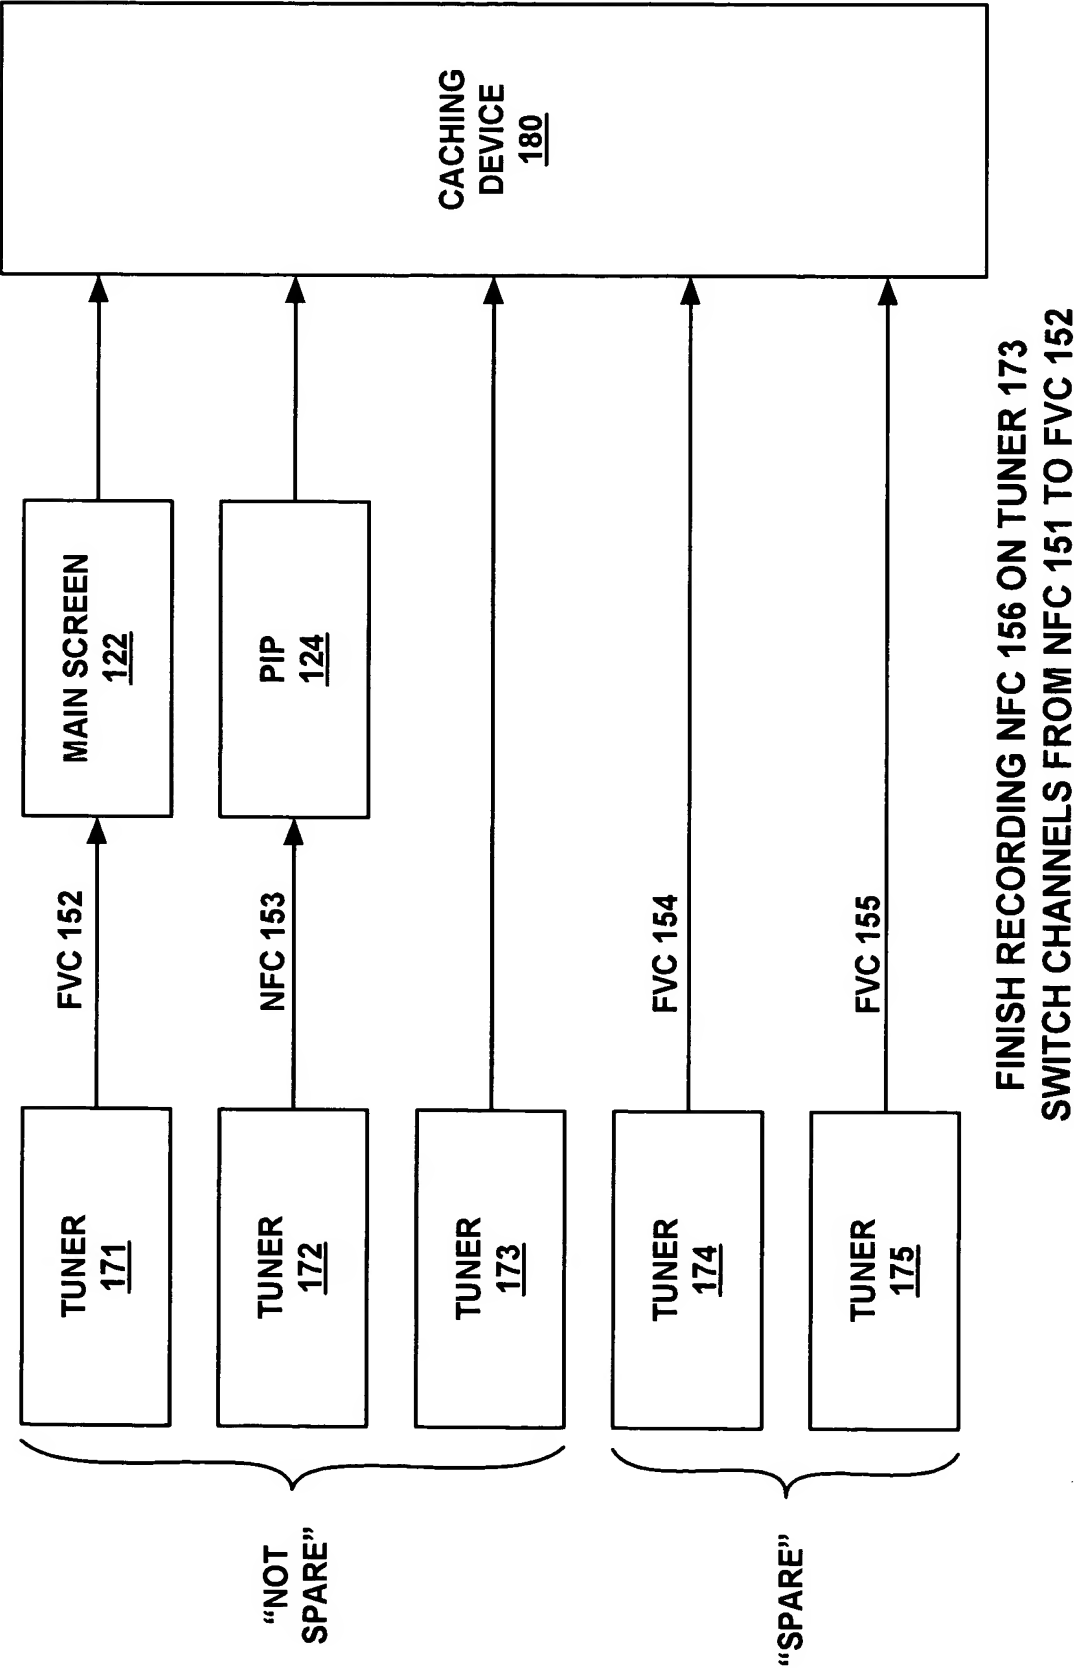 "NOT
SPARE"
TUNER
171
FVC 152
MAIN SCREEN
122
TUNER
172
NFC 153
PIP
124
TUNER
173
"SPARE"
TUNER
174
FVC 154
TUNER
175
FVC 155
CACHING
DEVICE
180
FINISH RECORDING NFC 156 ON TUNER 173
SWITCH CHANNELS FROM NFC 151 TO FVC 152